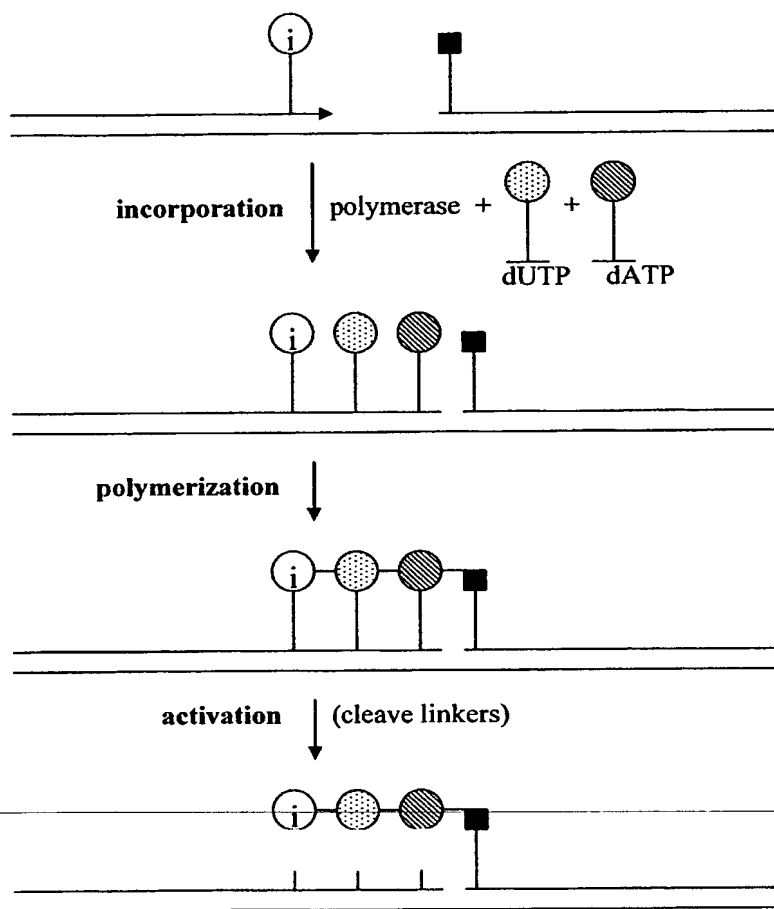 i
incorporation polymerase + +
dUTP dATP
i
polymerization
i
activation (cleave linkers)
i